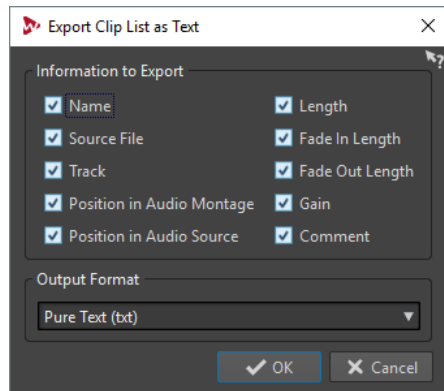 Export Clip List as Text
Information to Export
Name
Length
Source File
Fade In Length
Track
Fade Out Length
Position in Audio Montage
Gain
Position in Audio Source
Comment
Output Format
Pure Text (txt)
OK
Cancel